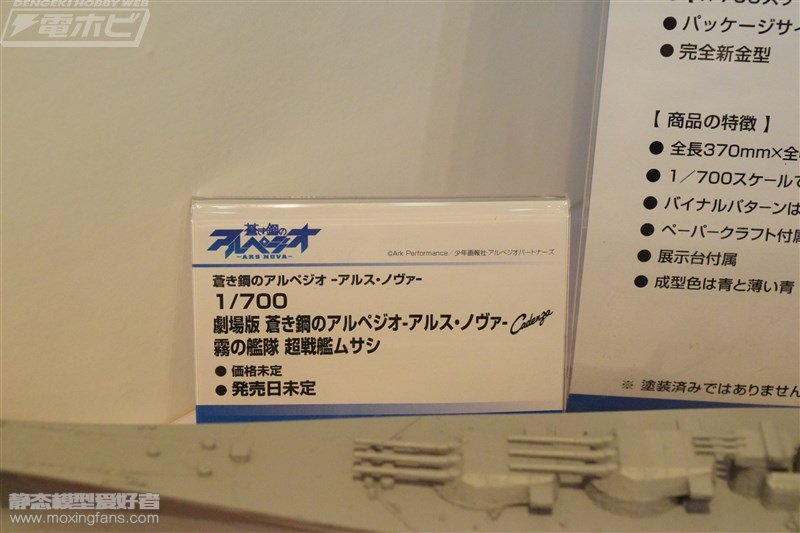 DENGEKI HOBBY WEB
電ホビ
蒼き鋼の
アルペジオ
-ARS NOVA-
©Ark Performance／少年画報社・アルペジオパートナーズ
蒼き鋼のアルペジオ -アルス・ノヴァ-
1/700
劇場版 蒼き鋼のアルペジオ-アルス・ノヴァ- Cadenza
霧の艦隊 超戦艦ムサシ
● 価格未定
● 発売日未定
● パッケージサイ
● 完全新金型
【 商品の特徴 】
● 全長370mm×全
● 1／700スケールで
● バイナルパターンは
● ペーパークラフト付属
● 展示台付属
● 成型色は青と薄い青
※ 塗装済みではありません
静态模型爱好者
www.moxingfans.com